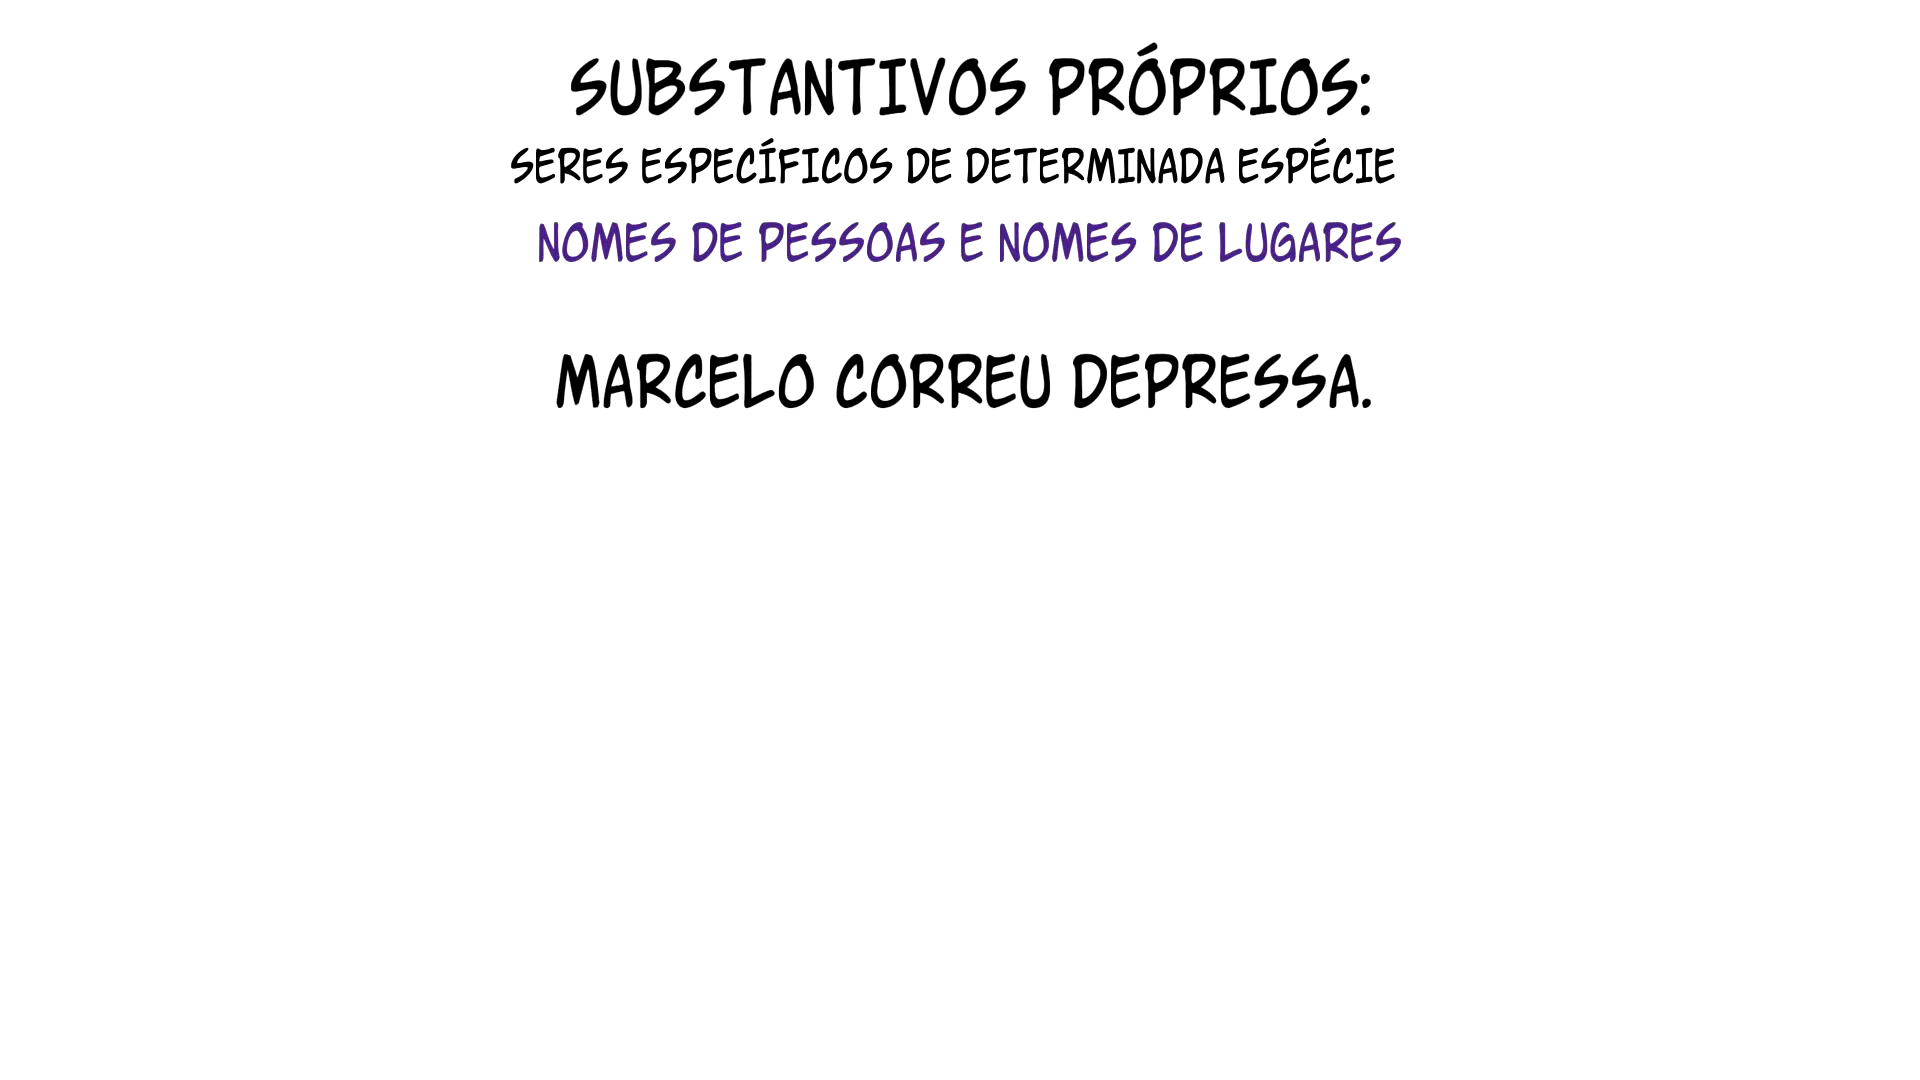 SUBSTANTIVOS PRÓPRIOS:
SERES ESPECÍFICOS DE DETERMINADA ESPÉCIE
NOMES DE PESSOAS E NOMES DE LUGARES
MARCELO CORREU DEPRESSA.